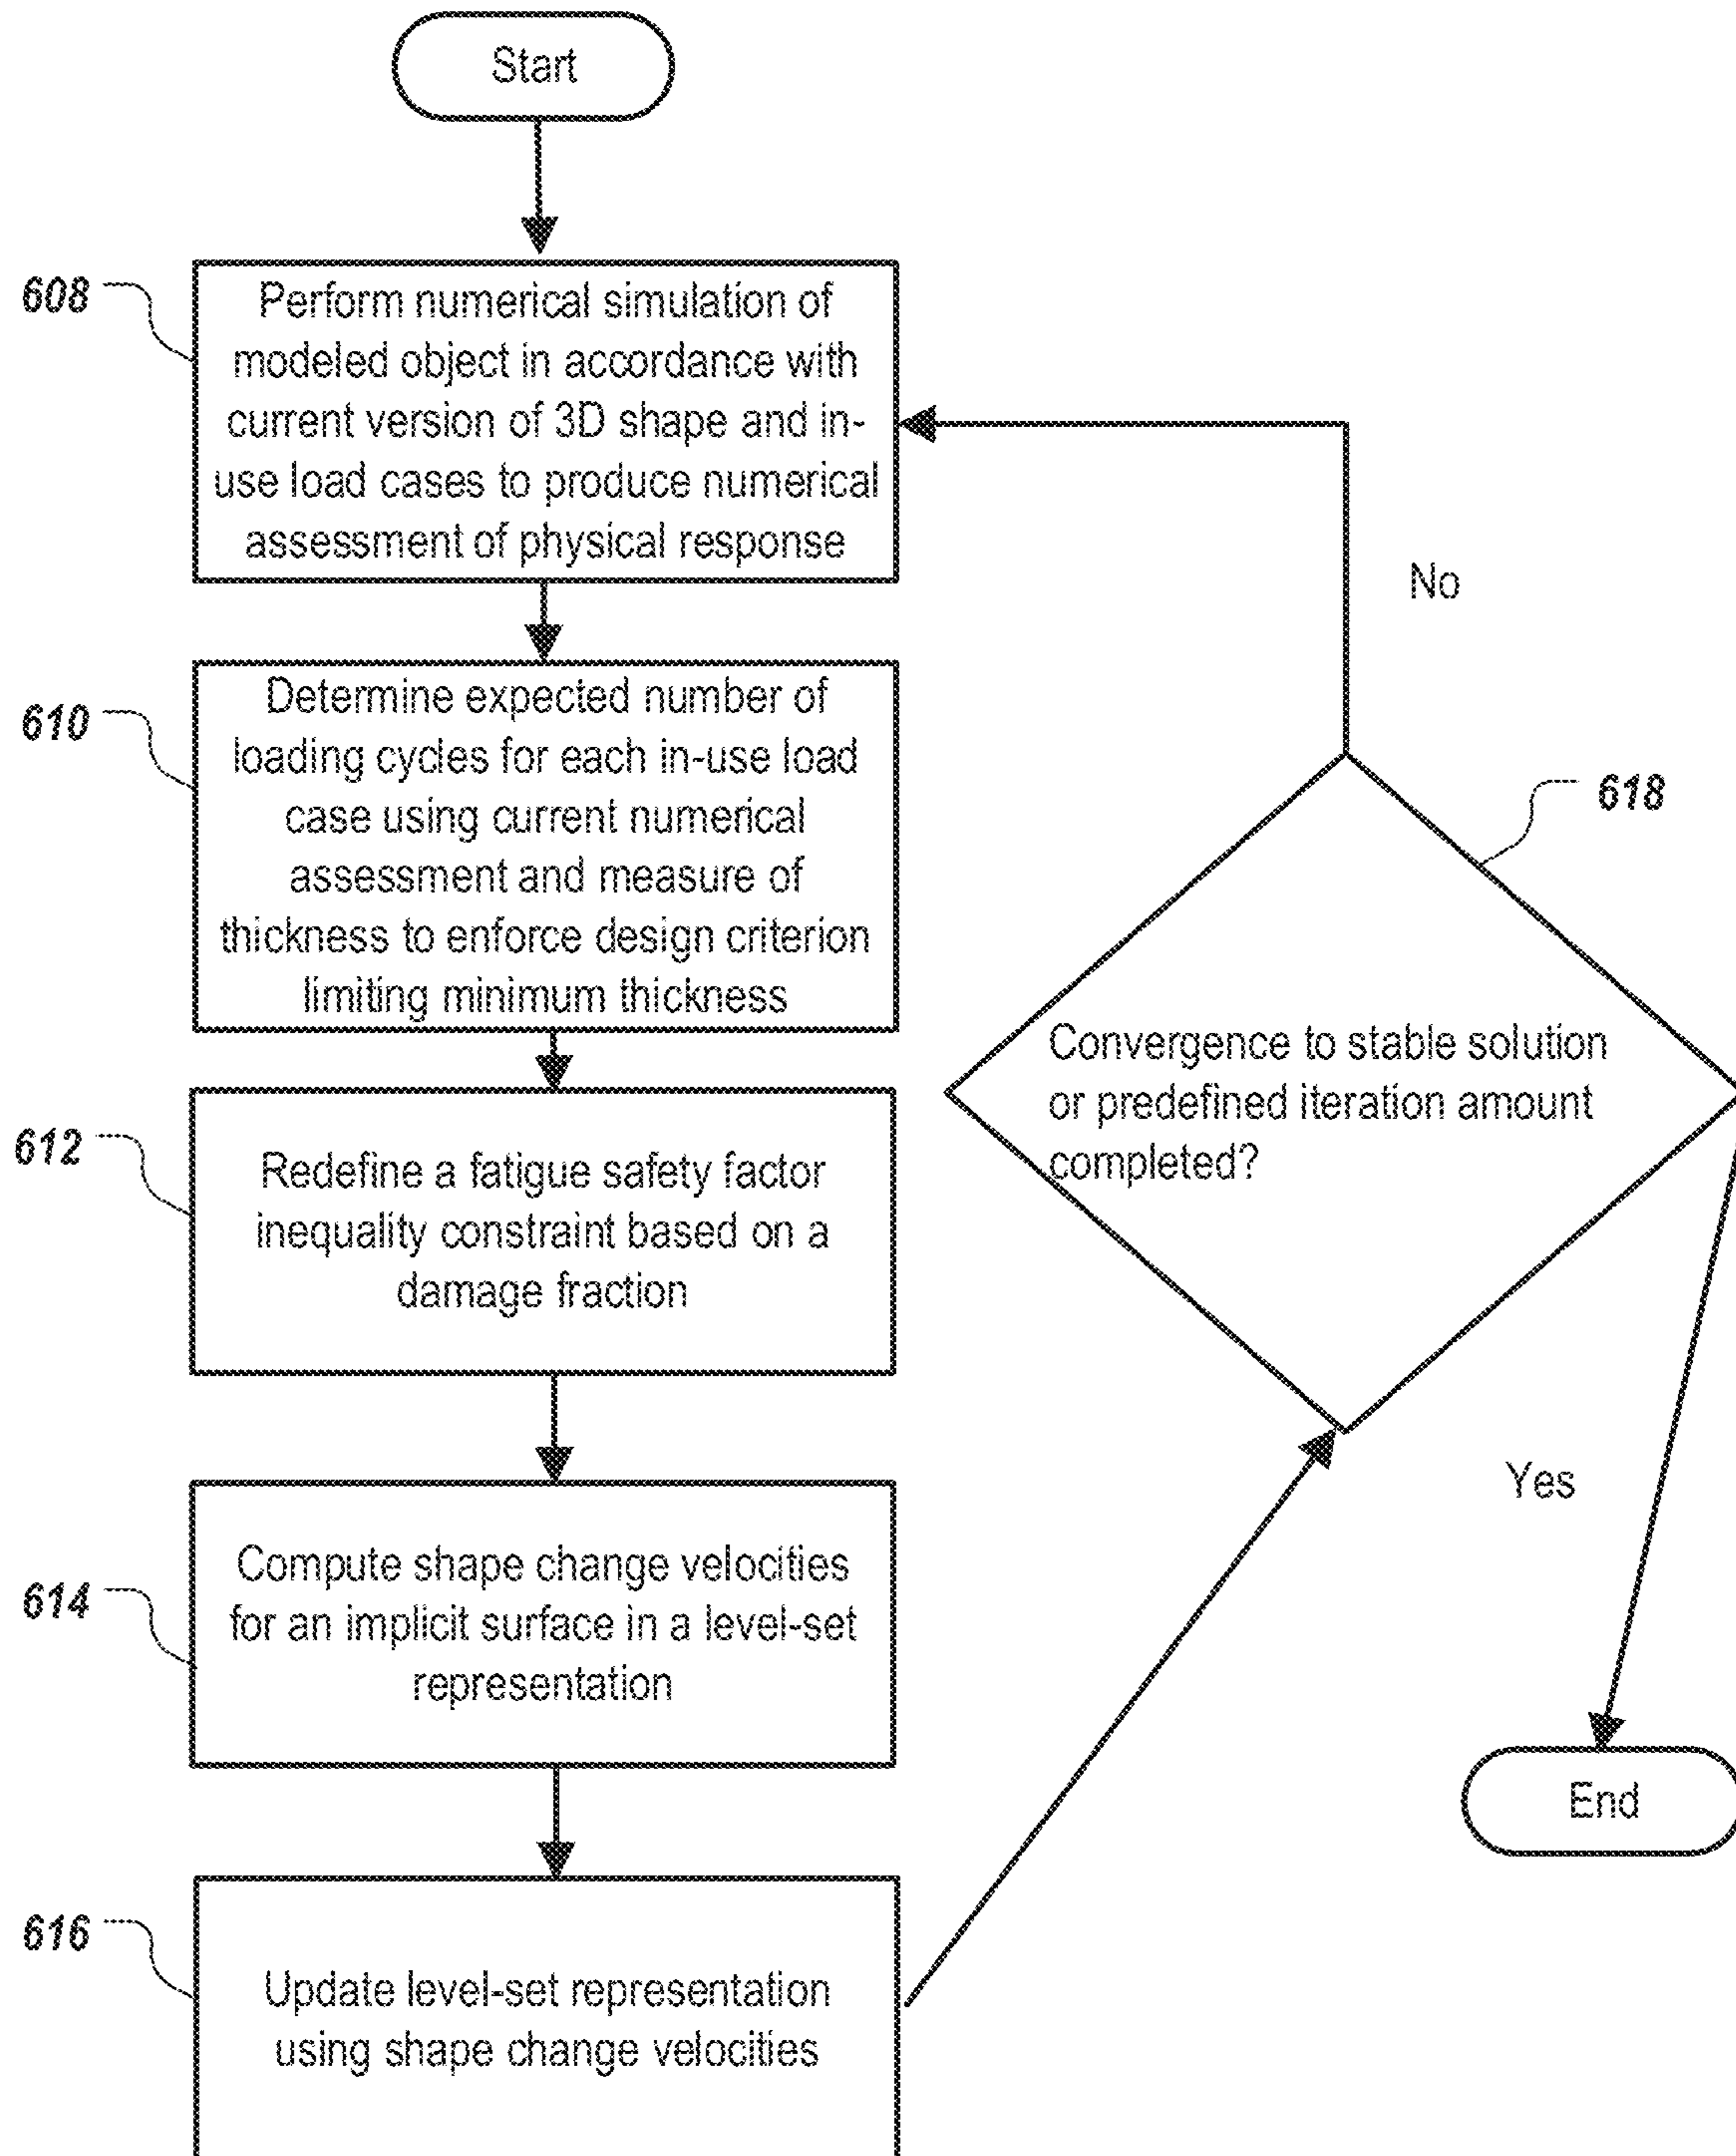 Start
608
Perform numerical simulation of
modeled object in accordance with
current version of 3D shape and in-
use load cases to produce numerical
assessment of physical response
No
610
Determine expected number of
loading cycles for each in-use load
case using current numerical
assessment and measure of
thickness to enforce design criterion
limiting minimum thickness
618
Convergence to stable solution
or predefined iteration amount
completed?
612
Redefine a fatigue safety factor
inequality constraint based on a
damage fraction
Yes
614
Compute shape change velocities
for an implicit surface in a level-set
representation
End
616
Update level-set representation
using shape change velocities